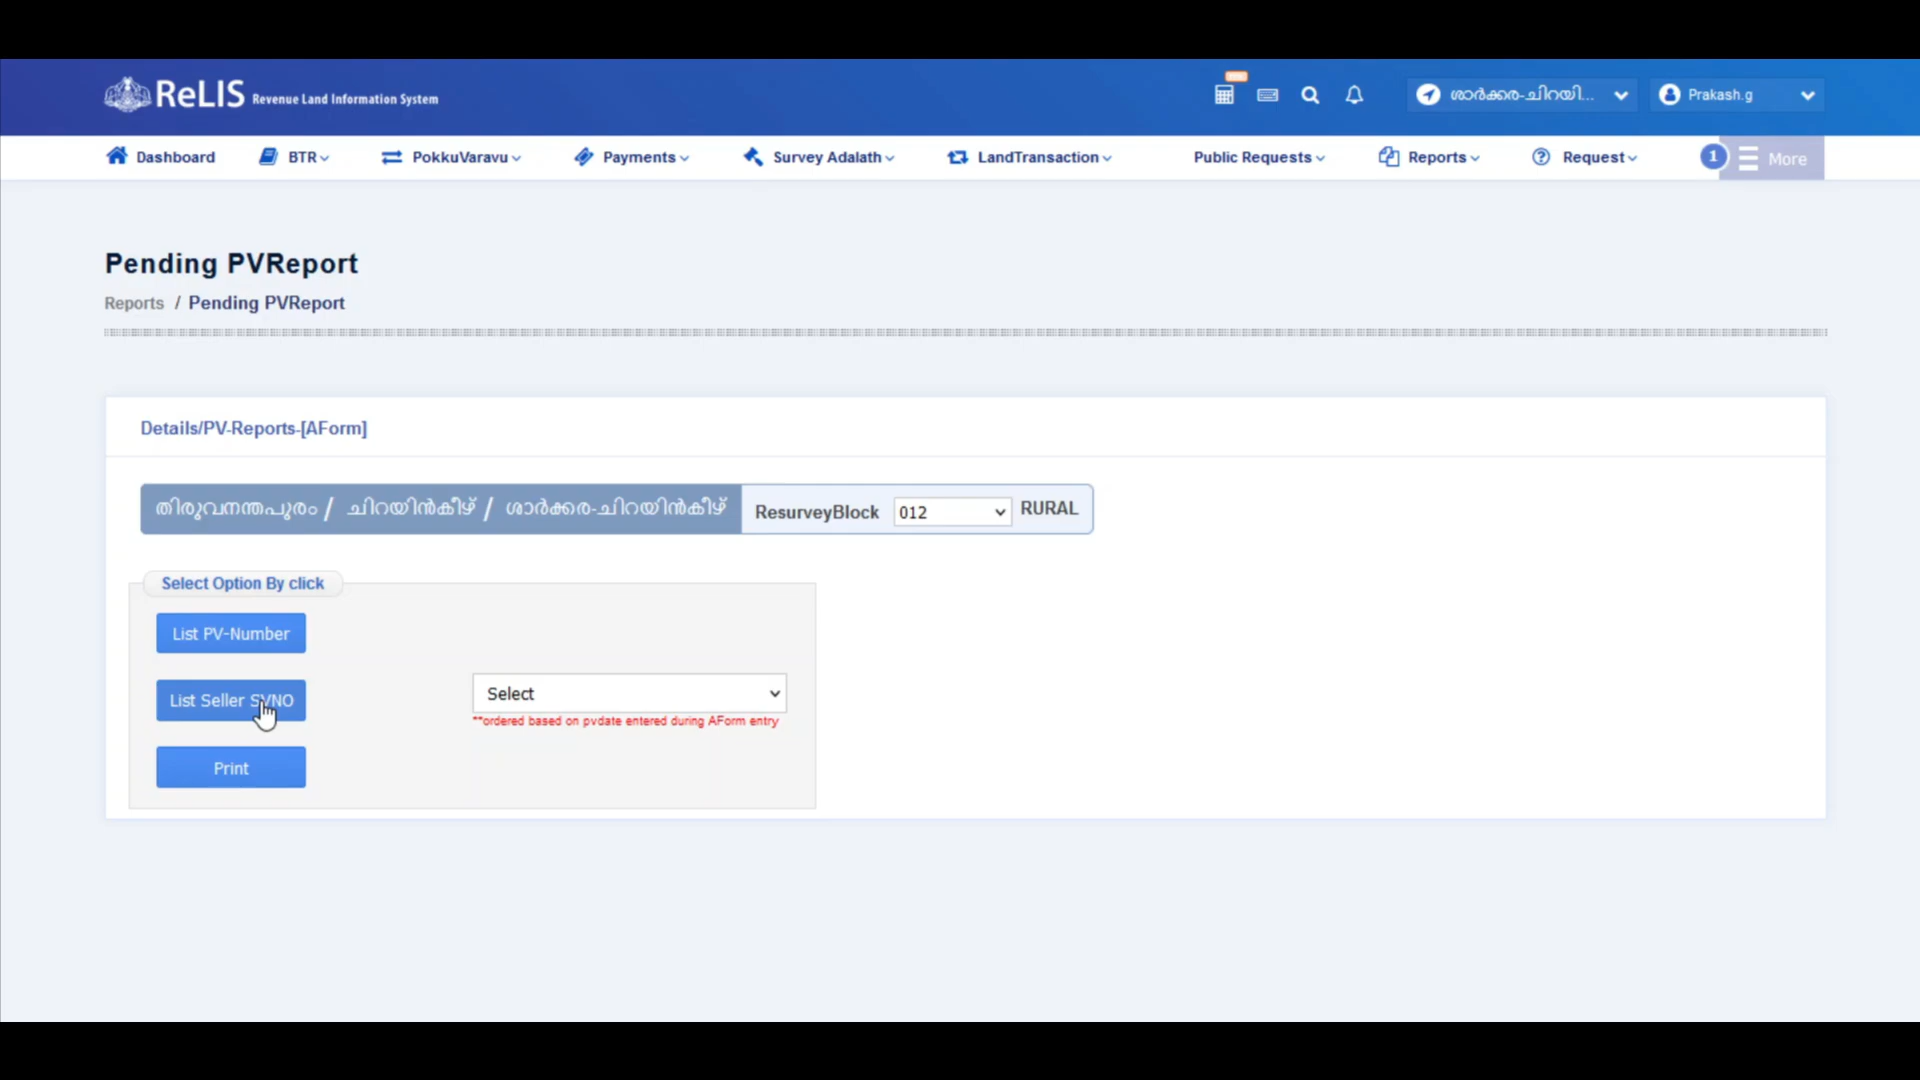 ReLIS Revenue Land Information System
ശാർക്കര-ചിറയി... Prakash.g
Dashboard BTR PokkuVaravu Payments Survey Adalath LandTransaction Public Requests Reports Request 1 More
Pending PVReport
Reports / Pending PVReport
Details/PV-Reports-[AForm]
തിരുവനന്തപുരം / ചിറയിൻകീഴ് / ശാർക്കര-ചിറയിൻകീഴ് ResurveyBlock 012 RURAL
Select Option By click
List PV-Number
List Seller SVNO
Select
**ordered based on pvdate entered during AForm entry
Print